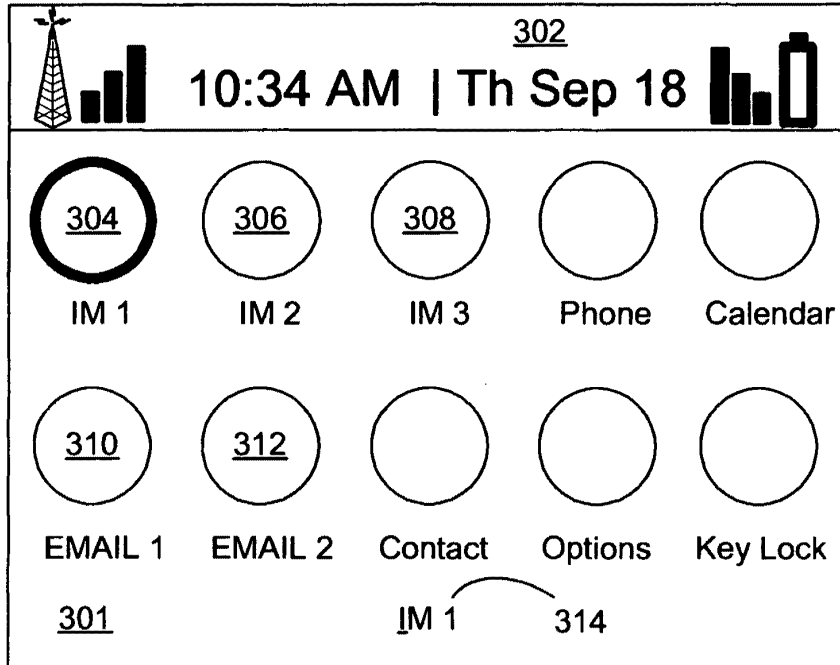 302
10:34 AM | Th Sep 18
304 306 308
IM 1 IM 2 IM 3 Phone Calendar
310 312
EMAIL 1 EMAIL 2 Contact Options Key Lock
301 IM 1 314